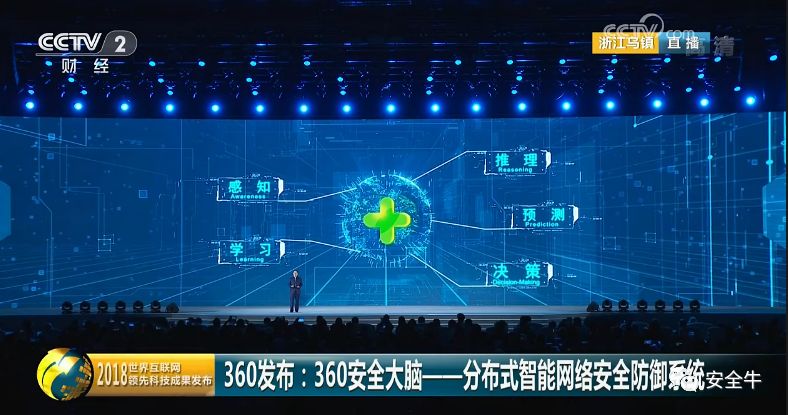 CCTV 2
财经
CCTV.com
高清
浙江乌镇 直播
感知
Awareness
学习
Learning
推理
Reasoning
预测
Prediction
决策
Decision-Making
2018世界互联网
领先科技成果发布
360发布：360安全大脑——分布式智能网络安全防御系统
安全牛